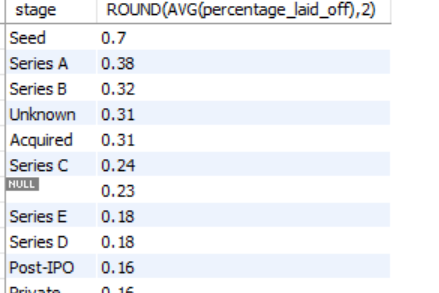 stage ROUND(AVG(percentage_laid_off),2)
Seed 0.7
Series A 0.38
Series B 0.32
Unknown 0.31
Acquired 0.31
Series C 0.24
NULL 0.23
Series E 0.18
Series D 0.18
Post-IPO 0.16
Private 0.16